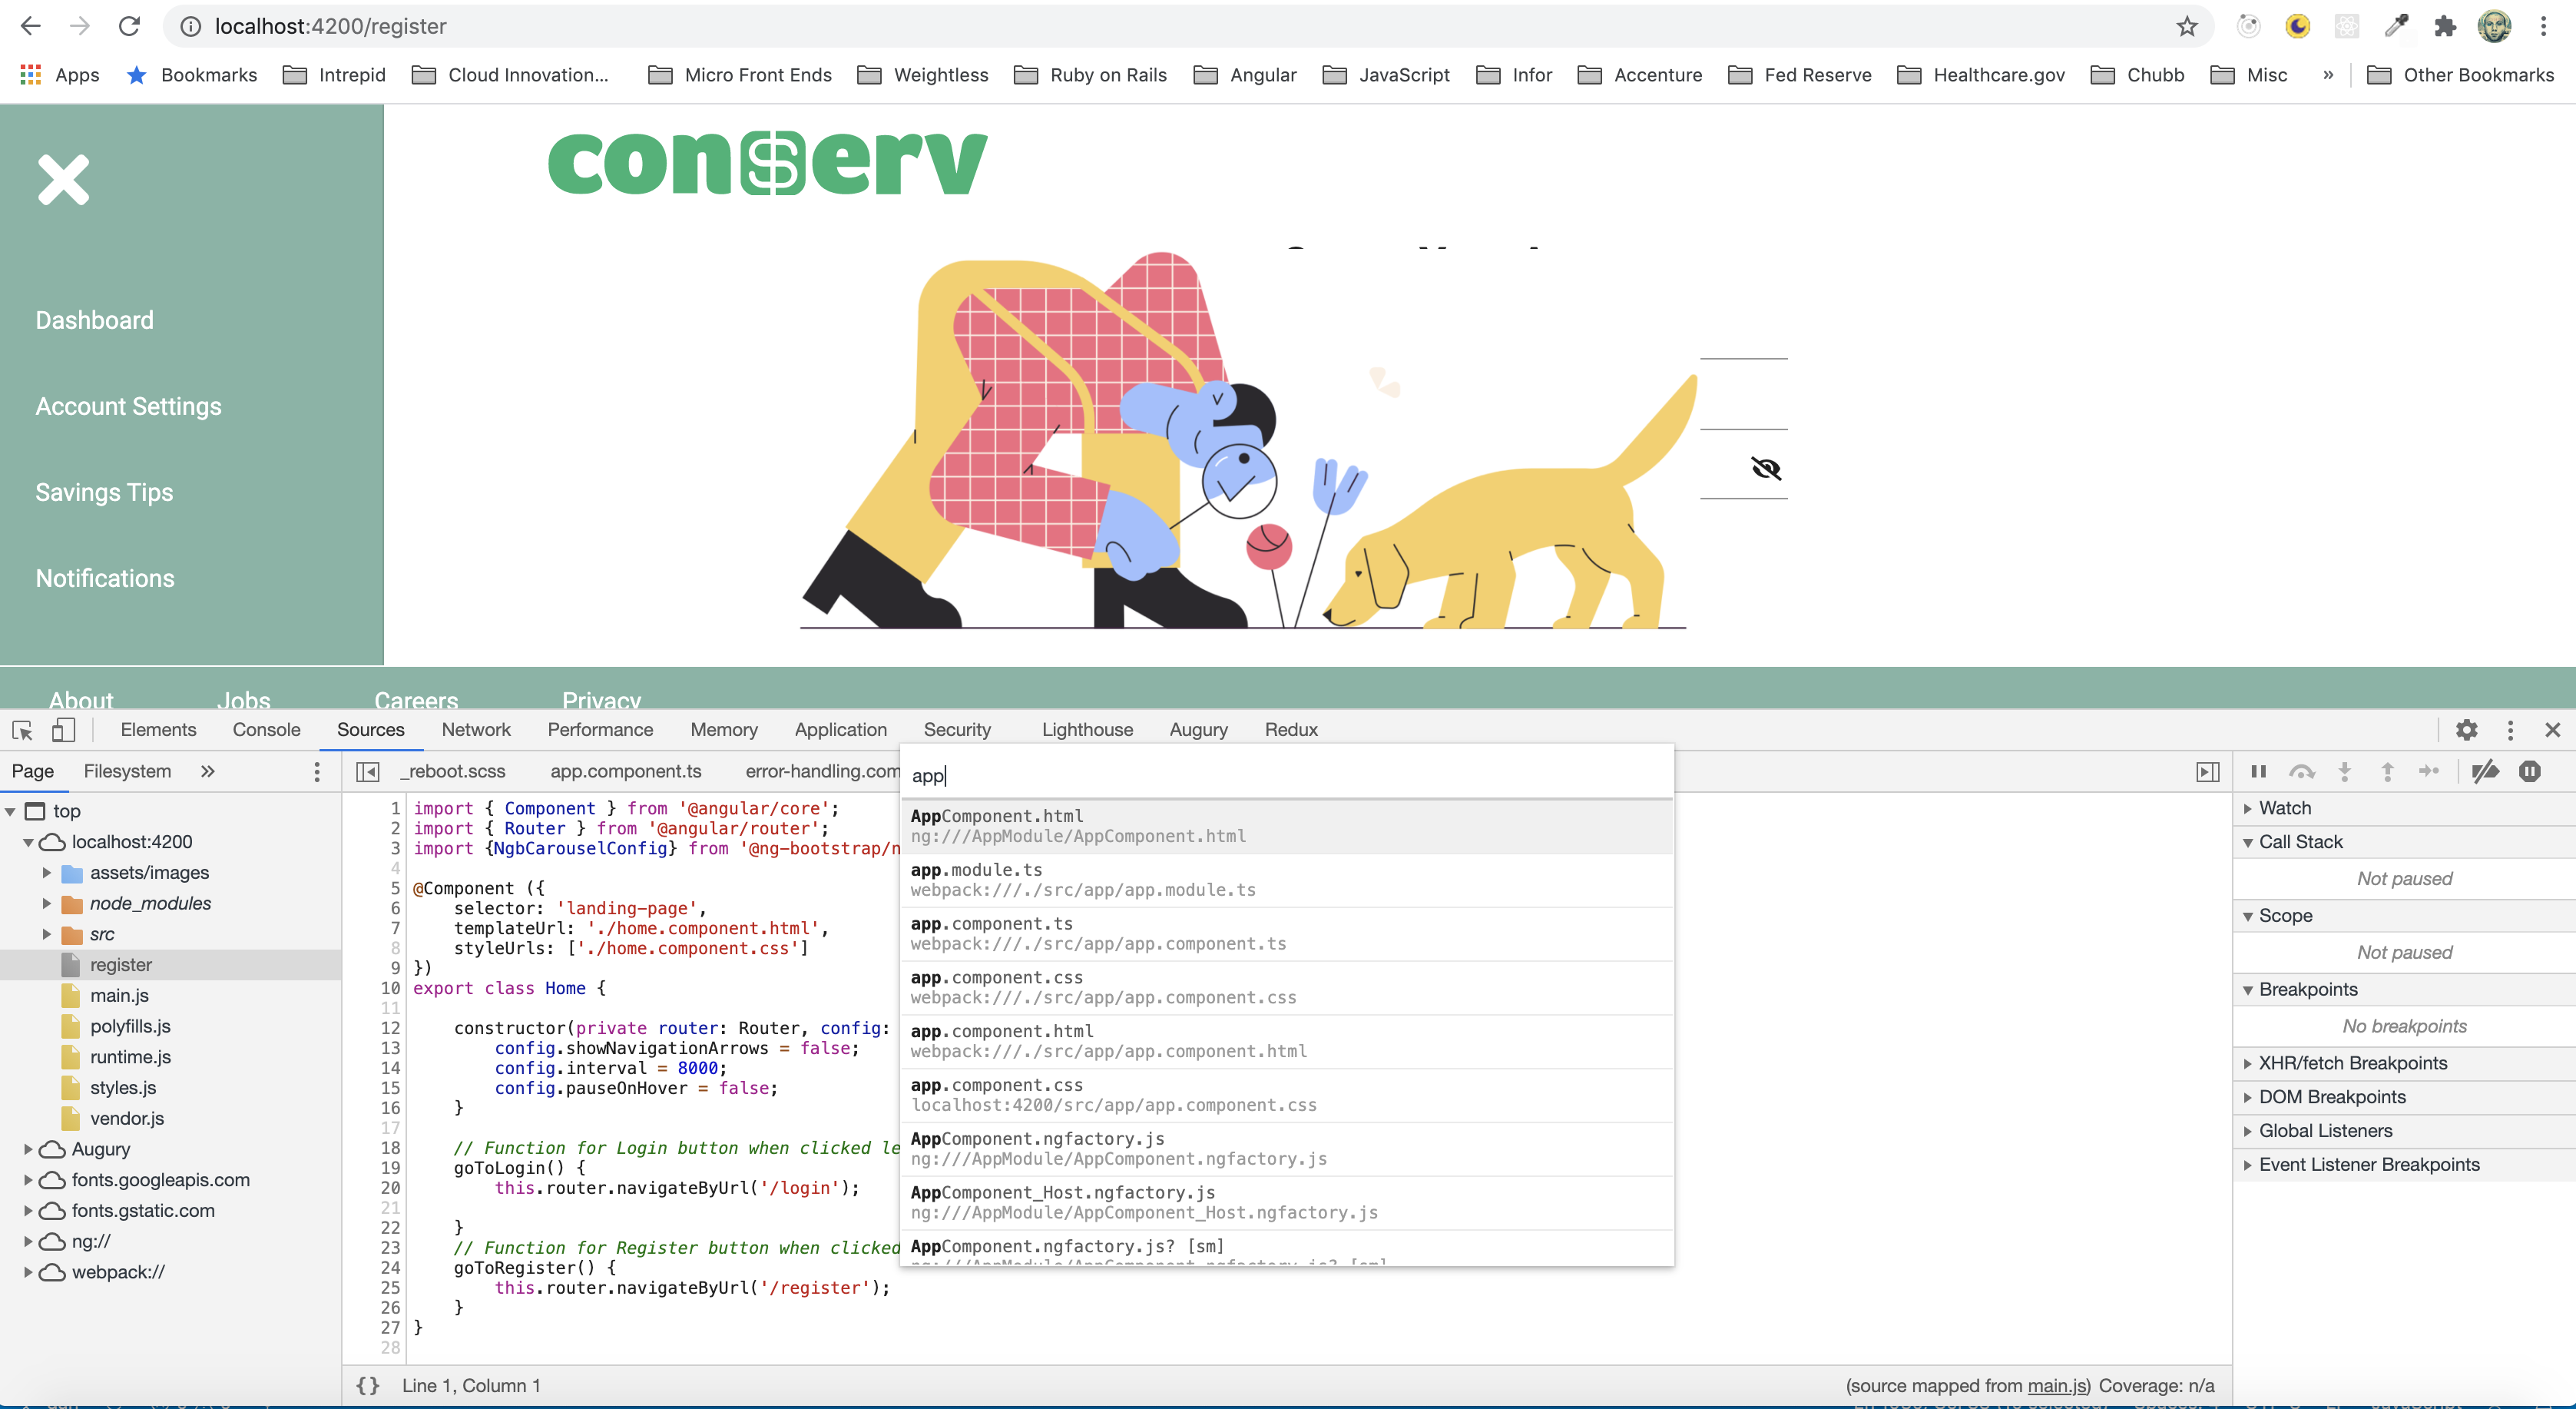 localhost:4200/register
Apps Bookmarks Intrepid Cloud Innovation... Micro Front Ends Weightless Ruby on Rails Angular JavaScript Infor Accenture Fed Reserve Healthcare.gov Chubb Misc » Other Bookmarks
conserv
Dashboard
Account Settings
Savings Tips
Notifications
About Jobs Careers Privacy
Elements Console Sources Network Performance Memory Application Security Lighthouse Augury Redux
Page Filesystem »
top
localhost:4200
assets/images
node_modules
src
register
main.js
polyfills.js
runtime.js
styles.js
vendor.js
Augury
fonts.googleapis.com
fonts.gstatic.com
ng://
webpack://
_reboot.scss app.component.ts error-handling.com
1 import { Component } from '@angular/core';
2 import { Router } from '@angular/router';
3 import {NgbCarouselConfig} from '@ng-bootstrap/n
4
5 @Component ({
6 selector: 'landing-page',
7 templateUrl: './home.component.html',
8 styleUrls: ['./home.component.css']
9 })
10 export class Home {
11
12 constructor(private router: Router, config:
13 config.showNavigationArrows = false;
14 config.interval = 8000;
15 config.pauseOnHover = false;
16 }
17
18 // Function for Login button when clicked le
19 goToLogin() {
20 this.router.navigateByUrl('/login');
21
22 }
23 // Function for Register button when clicked
24 goToRegister() {
25 this.router.navigateByUrl('/register');
26 }
27 }
28
{} Line 1, Column 1
(source mapped from main.js) Coverage: n/a
app
AppComponent.html
ng:///AppModule/AppComponent.html
app.module.ts
webpack:///./src/app/app.module.ts
app.component.ts
webpack:///./src/app/app.component.ts
app.component.css
webpack:///./src/app/app.component.css
app.component.html
webpack:///./src/app/app.component.html
app.component.css
localhost:4200/src/app/app.component.css
AppComponent.ngfactory.js
ng:///AppModule/AppComponent.ngfactory.js
AppComponent_Host.ngfactory.js
ng:///AppModule/AppComponent_Host.ngfactory.js
AppComponent.ngfactory.js? [sm]
ng:///AppModule/AppComponent.ngfactory.js? [sm]
Watch
Call Stack
Not paused
Scope
Not paused
Breakpoints
No breakpoints
XHR/fetch Breakpoints
DOM Breakpoints
Global Listeners
Event Listener Breakpoints